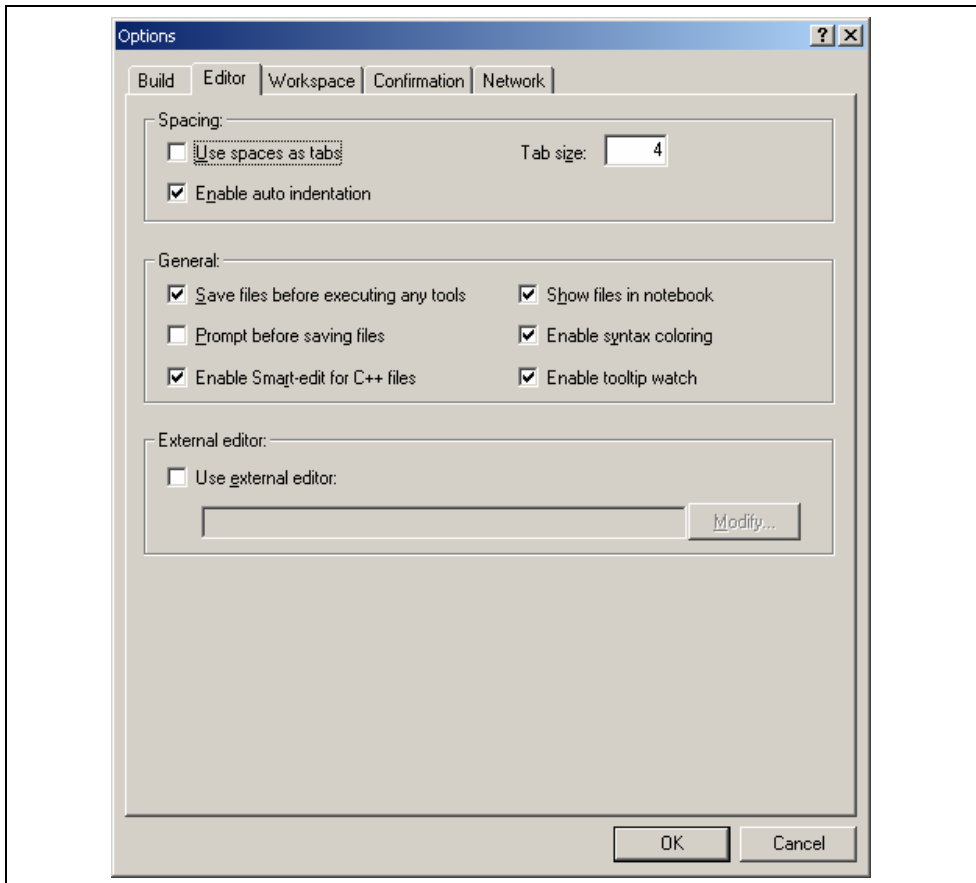 Options
Build Editor Workspace Confirmation Network
Spacing:
Use spaces as tabs Tab size: 4
Enable auto indentation
General:
Save files before executing any tools Show files in notebook
Prompt before saving files Enable syntax coloring
Enable Smart-edit for C++ files Enable tooltip watch
External editor:
Use external editor:
Modify...
OK Cancel